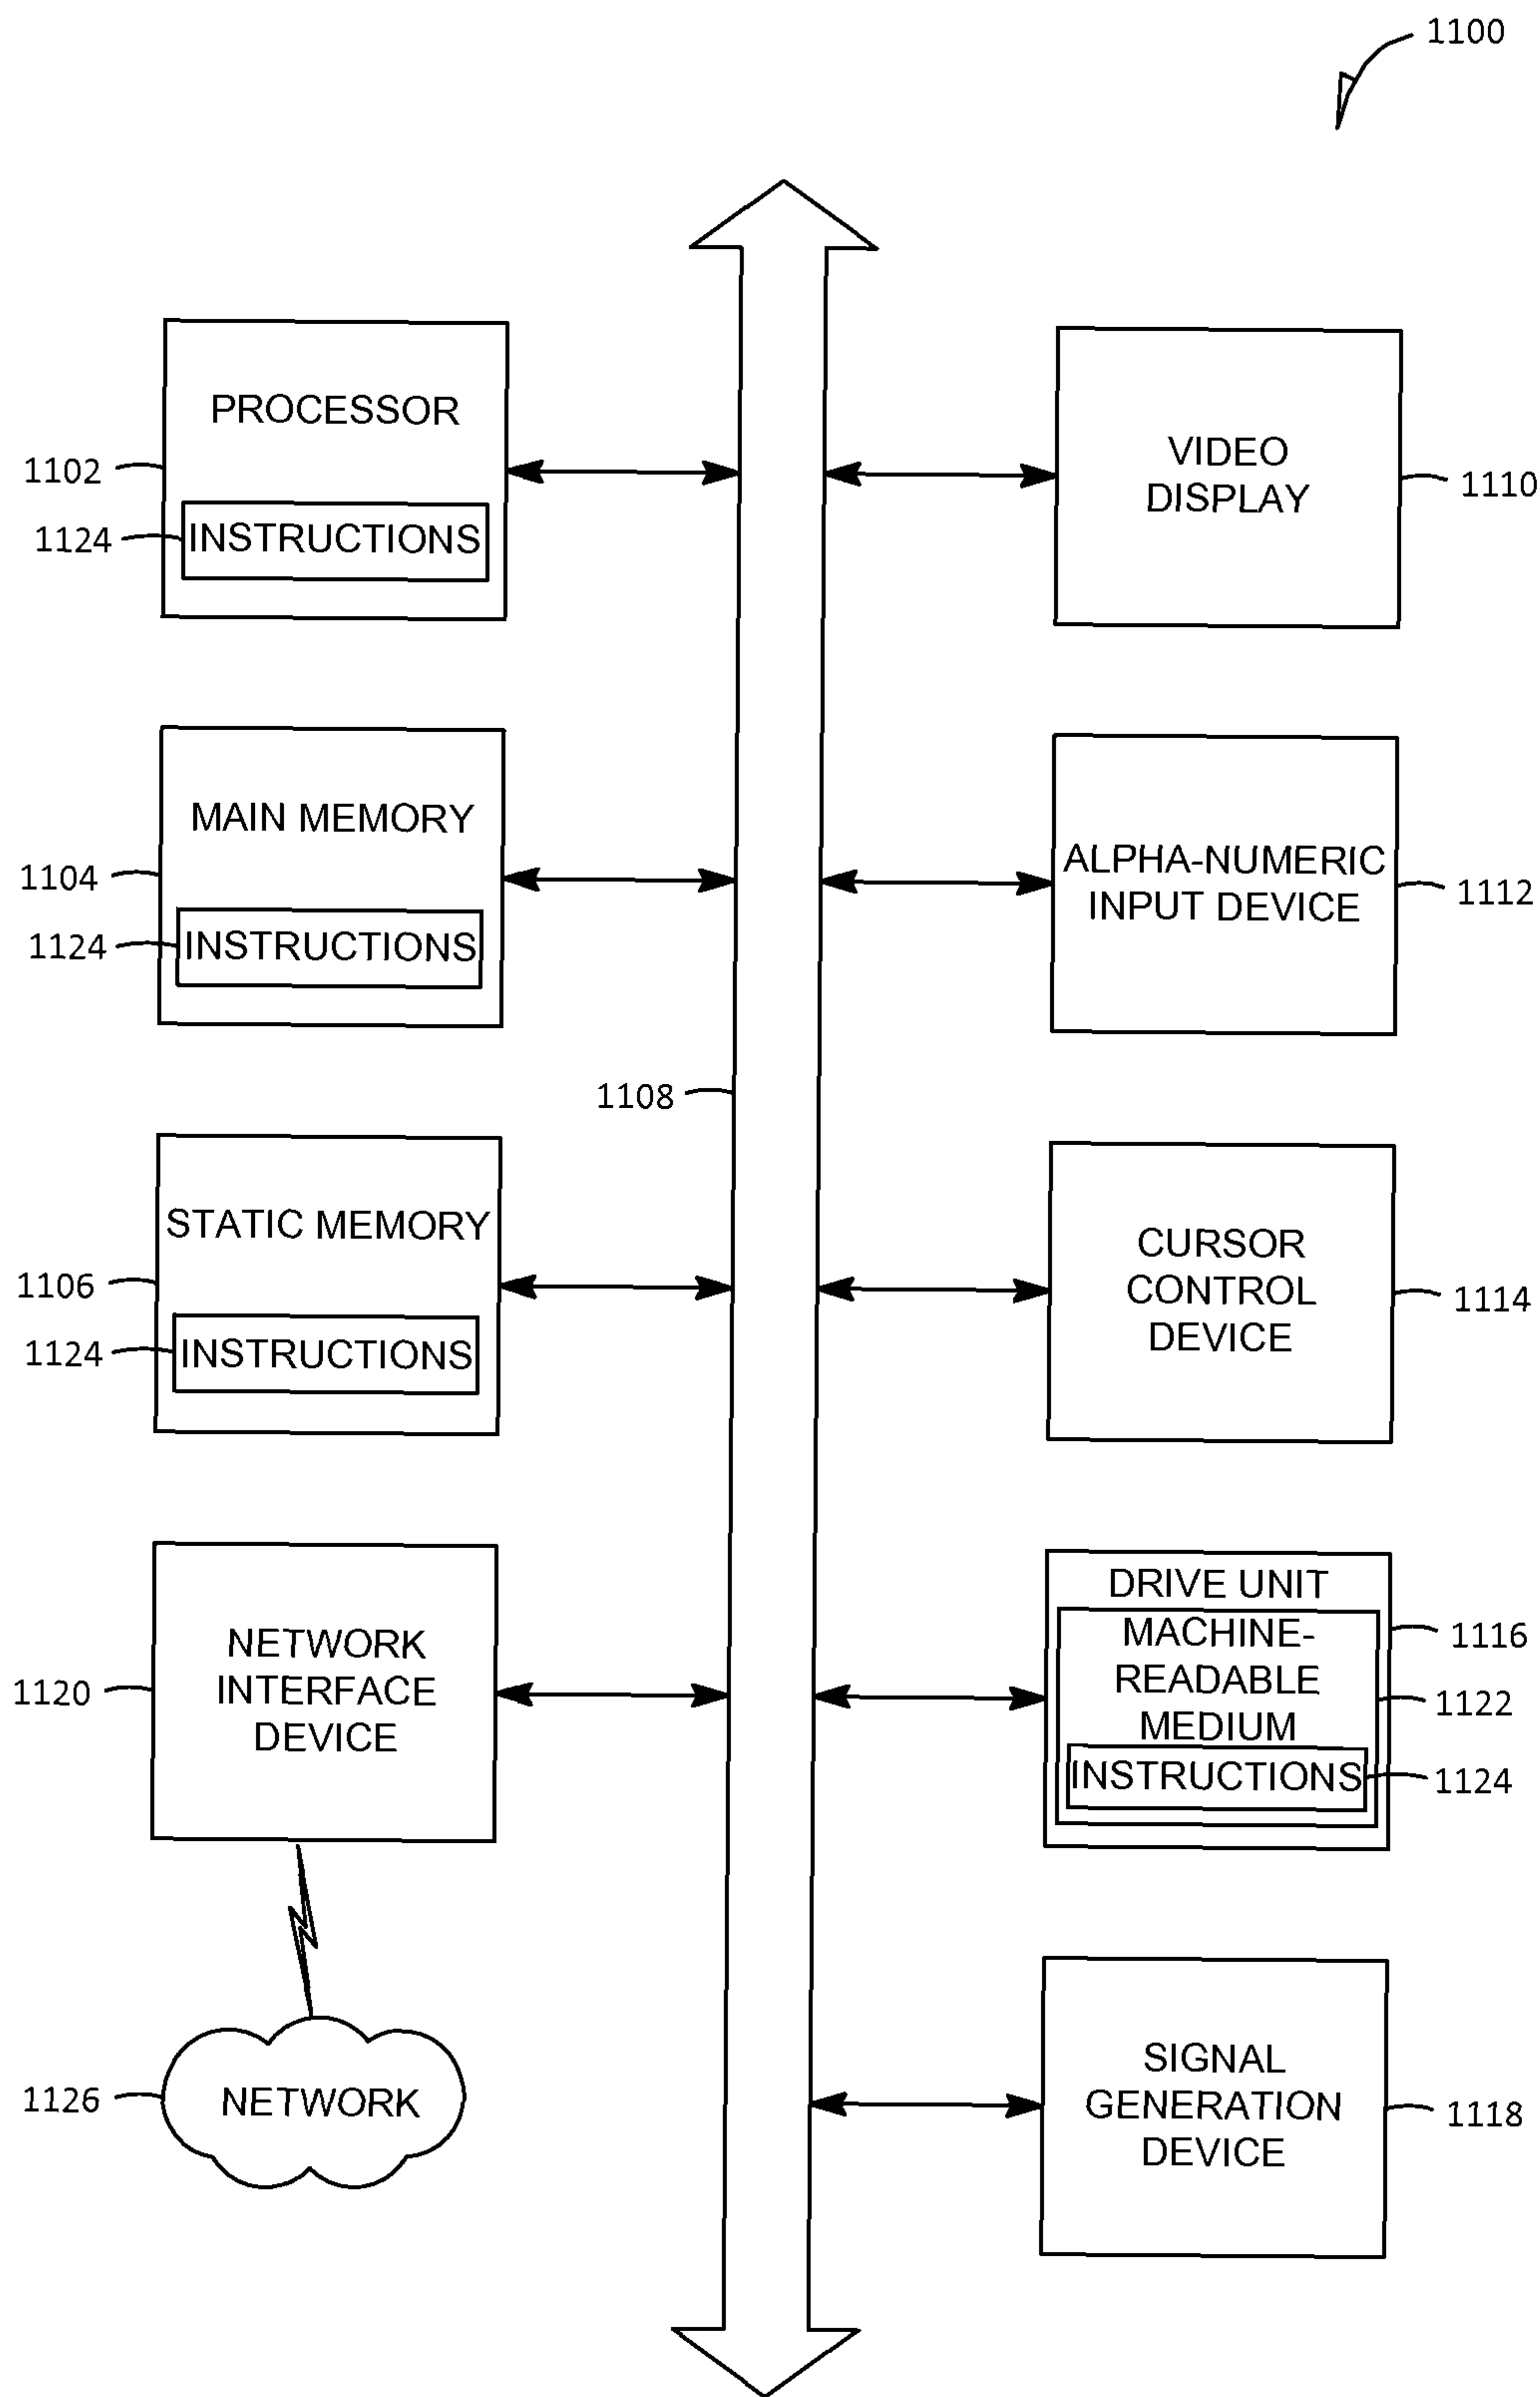 1100
PROCESSOR
1102
1124
INSTRUCTIONS
VIDEO
DISPLAY
1110
MAIN MEMORY
1104
1124
INSTRUCTIONS
ALPHA-NUMERIC
INPUT DEVICE
1112
1108
STATIC MEMORY
1106
1124
INSTRUCTIONS
CURSOR
CONTROL
DEVICE
1114
NETWORK
INTERFACE
DEVICE
1120
DRIVE UNIT
MACHINE-
READABLE
MEDIUM
INSTRUCTIONS
1116
1122
1124
NETWORK
1126
SIGNAL
GENERATION
DEVICE
1118